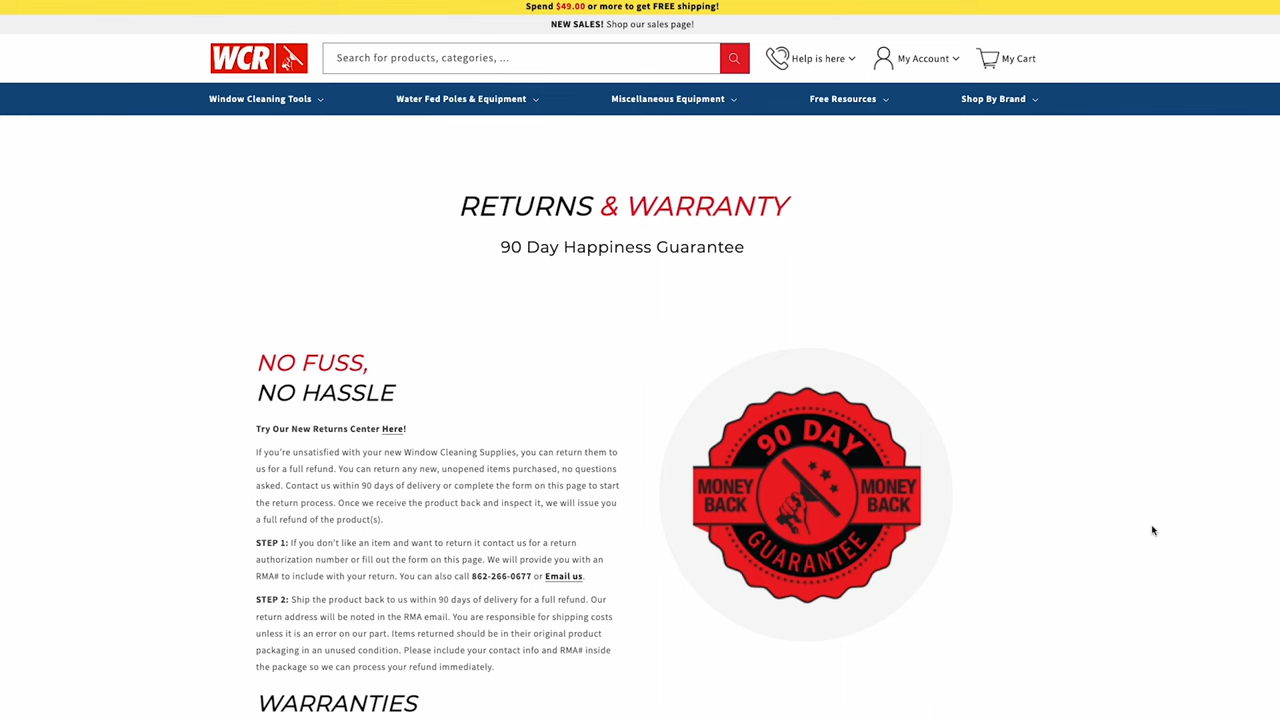 Spend $49.00 or more to get FREE shipping!
NEW SALES! Shop our sales page!
WCR
Search for products, categories, ...
Help is here
My Account
My Cart
Window Cleaning Tools
Water Fed Poles & Equipment
Miscellaneous Equipment
Free Resources
Shop By Brand
RETURNS & WARRANTY
90 Day Happiness Guarantee
NO FUSS,
NO HASSLE
Try Our New Returns Center Here!
If you're unsatisfied with your new Window Cleaning Supplies, you can return them to
us for a full refund. You can return any new, unopened items purchased, no questions
asked. Contact us within 90 days of delivery or complete the form on this page to start
the return process. Once we receive the product back and inspect it, we will issue you
a full refund of the product(s).
STEP 1: If you don't like an item and want to return it contact us for a return
authorization number or fill out the form on this page. We will provide you with an
RMA# to include with your return. You can also call 862-266-0677 or Email us.
STEP 2: Ship the product back to us within 90 days of delivery for a full refund. Our
return address will be noted in the RMA email. You are responsible for shipping costs
unless it is an error on our part. Items returned should be in their original product
packaging in an unused condition. Please include your contact info and RMA# inside
the package so we can process your refund immediately.
WARRANTIES
90 DAY
MONEY BACK
MONEY BACK
GUARANTEE